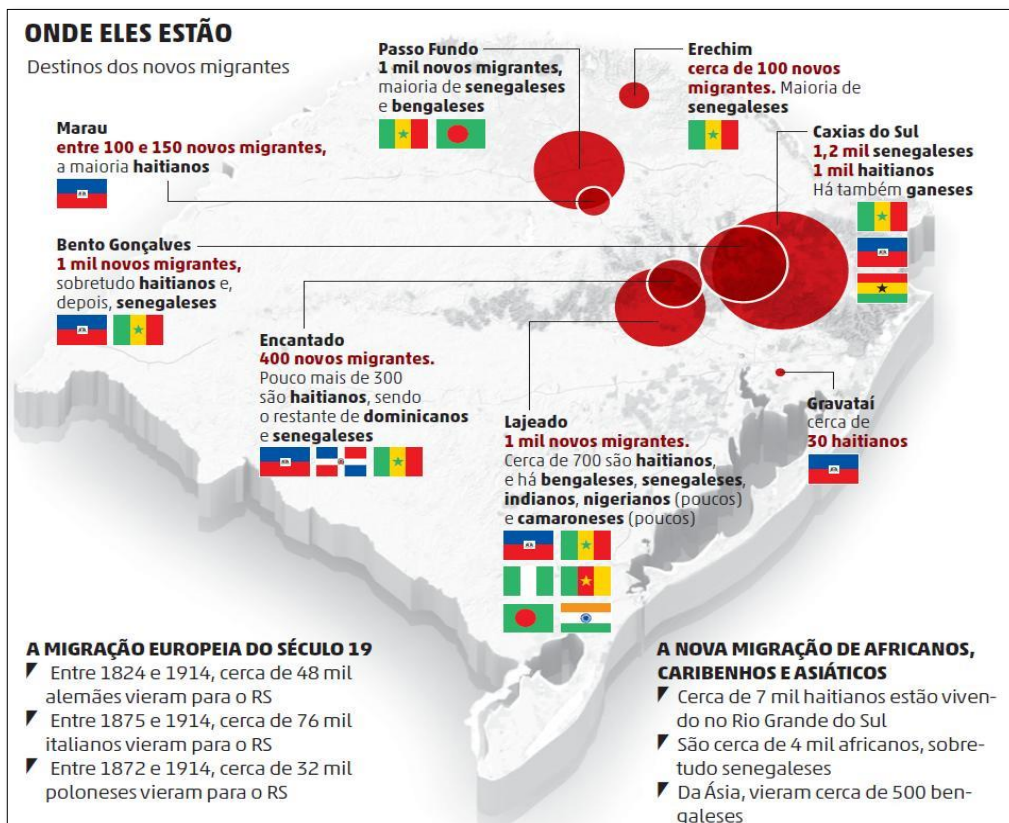 ONDE ELES ESTÃO
Destinos dos novos migrantes
Passo Fundo
1 mil novos migrantes,
maioria de senegaleses
e bengaleses
Erechim
cerca de 100 novos
migrantes. Maioria de
senegaleses
Marau
entre 100 e 150 novos migrantes,
a maioria haitianos
Caxias do Sul
1,2 mil senegaleses
1 mil haitianos
Há também ganeses
Bento Gonçalves
1 mil novos migrantes,
sobretudo haitianos e,
depois, senegaleses
Encantado
400 novos migrantes.
Pouco mais de 300
são haitianos, sendo
o restante de dominicanos
e senegaleses
Lajeado
1 mil novos migrantes.
Cerca de 700 são haitianos,
e há bengaleses, senegaleses,
indianos, nigerianos (poucos)
e camaroneses (poucos)
Gravataí
cerca de
30 haitianos
A MIGRAÇÃO EUROPEIA DO SÉCULO 19
Entre 1824 e 1914, cerca de 48 mil
alemães vieram para o RS
Entre 1875 e 1914, cerca de 76 mil
italianos vieram para o RS
Entre 1872 e 1914, cerca de 32 mil
poloneses vieram para o RS
A NOVA MIGRAÇÃO DE AFRICANOS,
CARIBENHOS E ASIÁTICOS
Cerca de 7 mil haitianos estão viven-
do no Rio Grande do Sul
São cerca de 4 mil africanos, sobre-
tudo senegaleses
Da Ásia, vieram cerca de 500 ben-
galeses